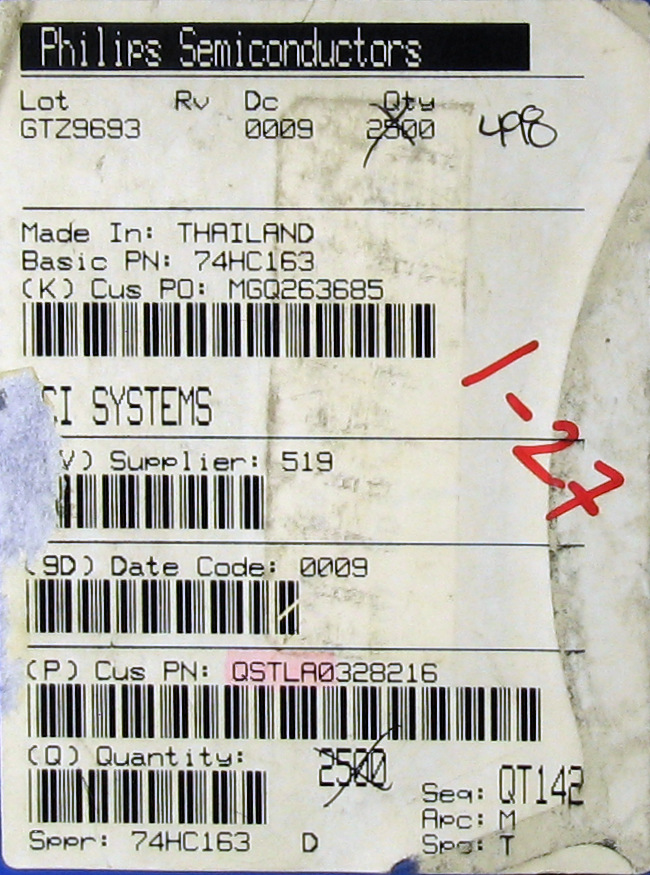 Philips Semiconductors
Lot Rv Dc Qty
GTZ9693 0009 2500 498
Made In: THAILAND
Basic PN: 74HC163
(K) Cus PO: MGQ263685
CI SYSTEMS
1-27
V) Supplier: 519
(9D) Date Code: 0009
(P) Cus PN: QSTLA0328216
(Q) Quantity: 2500
Seq: QT142
Apc: M
Sppr: 74HC163 D Spq: T